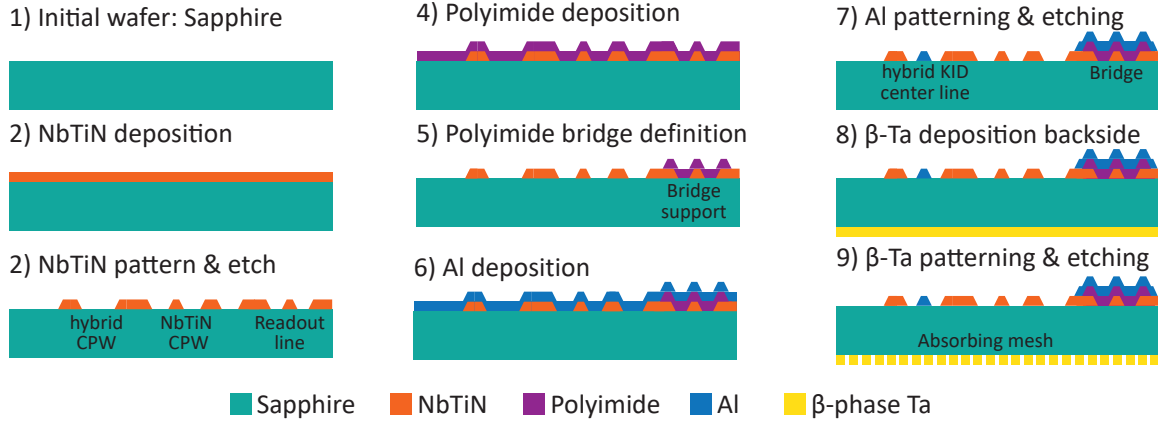 1) Initial wafer: Sapphire
2) NbTiN deposition
2) NbTiN pattern & etch
hybrid
CPW
NbTiN
CPW
Readout
line
4) Polyimide deposition
5) Polyimide bridge definition
Bridge
support
6) Al deposition
7) Al patterning & etching
hybrid KID
center line
Bridge
8) β-Ta deposition backside
9) β-Ta patterning & etching
Absorbing mesh
Sapphire
NbTiN
Polyimide
Al
β-phase Ta